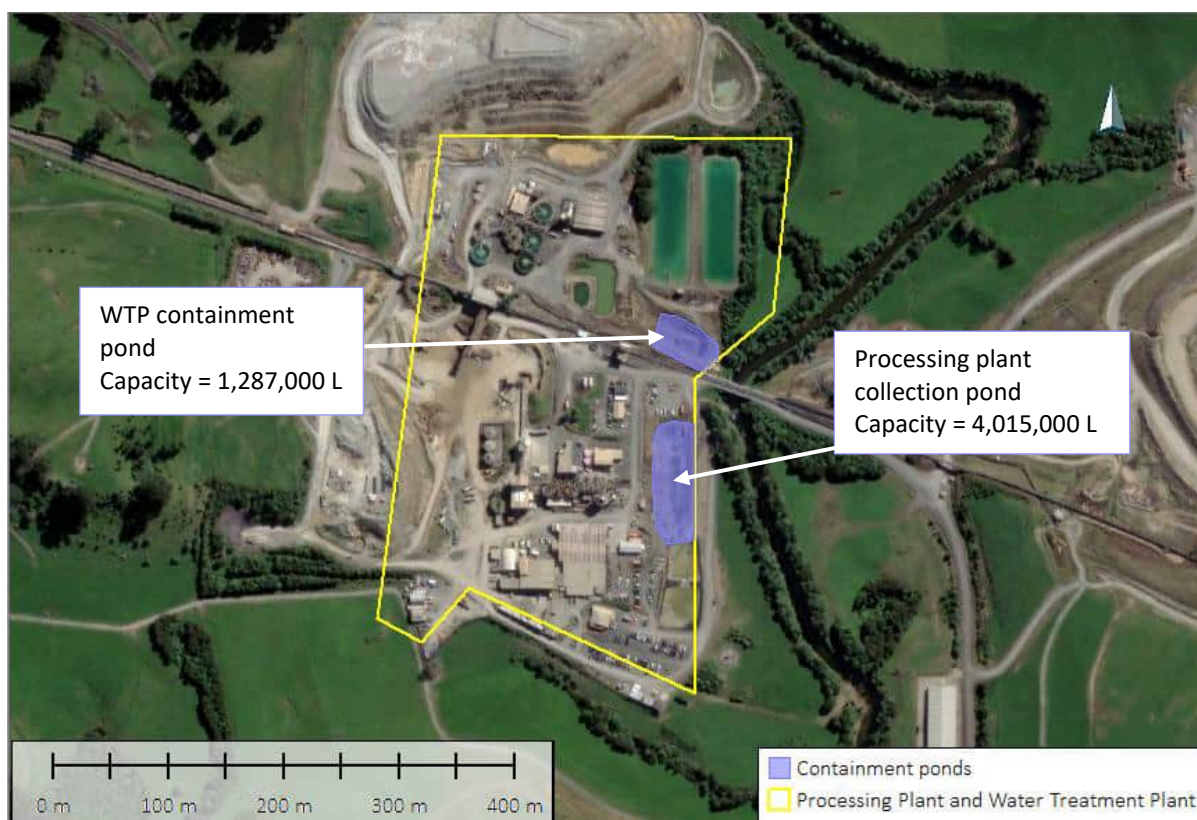 WTP containment
pond
Capacity = 1,287,000 L
Processing plant
collection pond
Capacity = 4,015,000 L
0 m 100 m 200 m 300 m 400 m
Containment ponds
Processing Plant and Water Treatment Plant